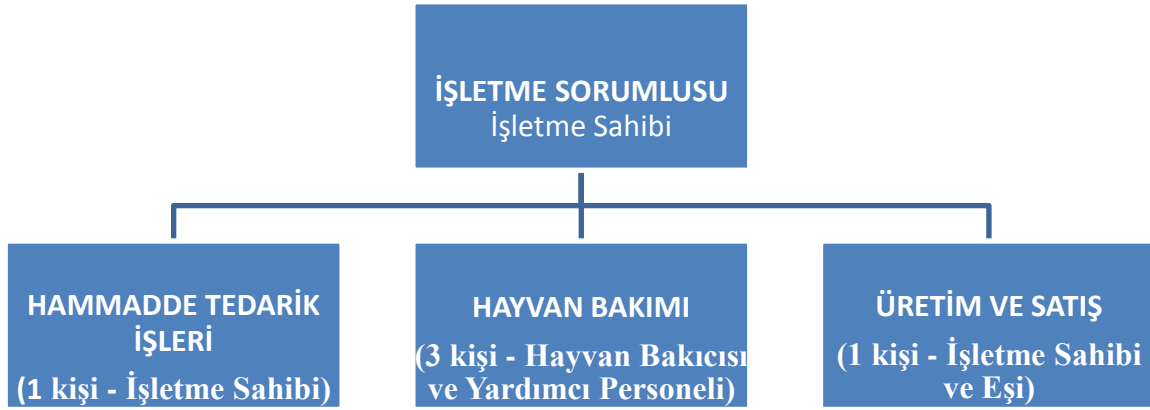 İŞLETME SORUMLUSU
İşletme Sahibi
HAMMADDE TEDARİK
İŞLERİ
(1 kişi - İşletme Sahibi)
HAYVAN BAKIMI
(3 kişi - Hayvan Bakıcısı
ve Yardımcı Personeli)
ÜRETİM VE SATIŞ
(1 kişi - İşletme Sahibi
ve Eşi)